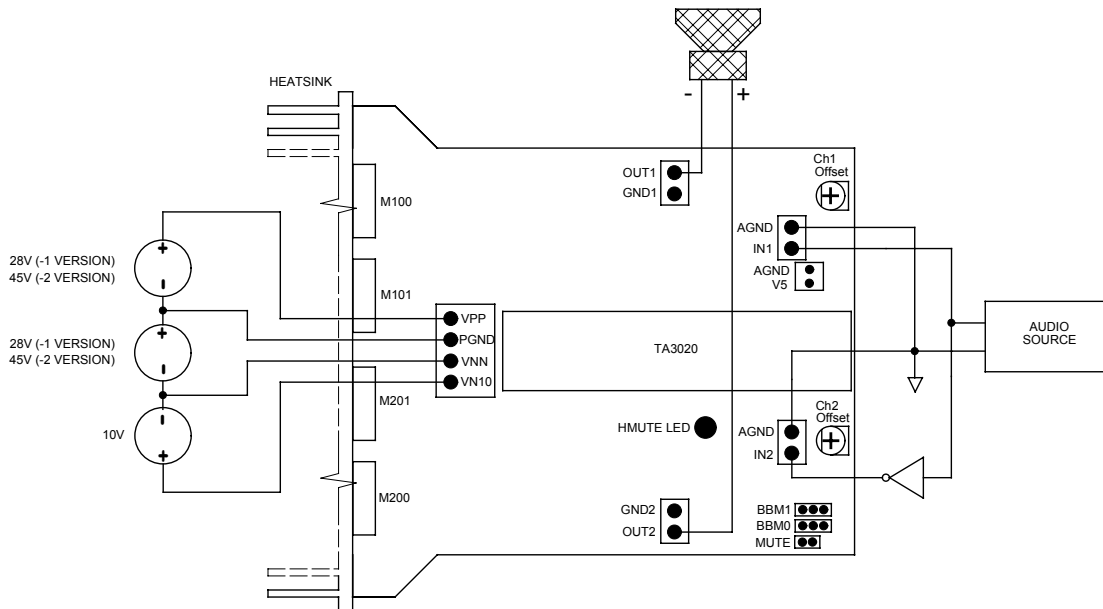 HEATSINK
-
+
OUT1
GND1
Ch1
Offset
M100
AGND
IN1
AGND
V5
28V (-1 VERSION)
45V (-2 VERSION)
+
-
M101
VPP
PGND
VNN
VN10
TA3020
AUDIO
SOURCE
28V (-1 VERSION)
45V (-2 VERSION)
+
-
M201
10V
-
+
HMUTE LED
Ch2
Offset
AGND
IN2
M200
GND2
OUT2
BBM1
BBM0
MUTE